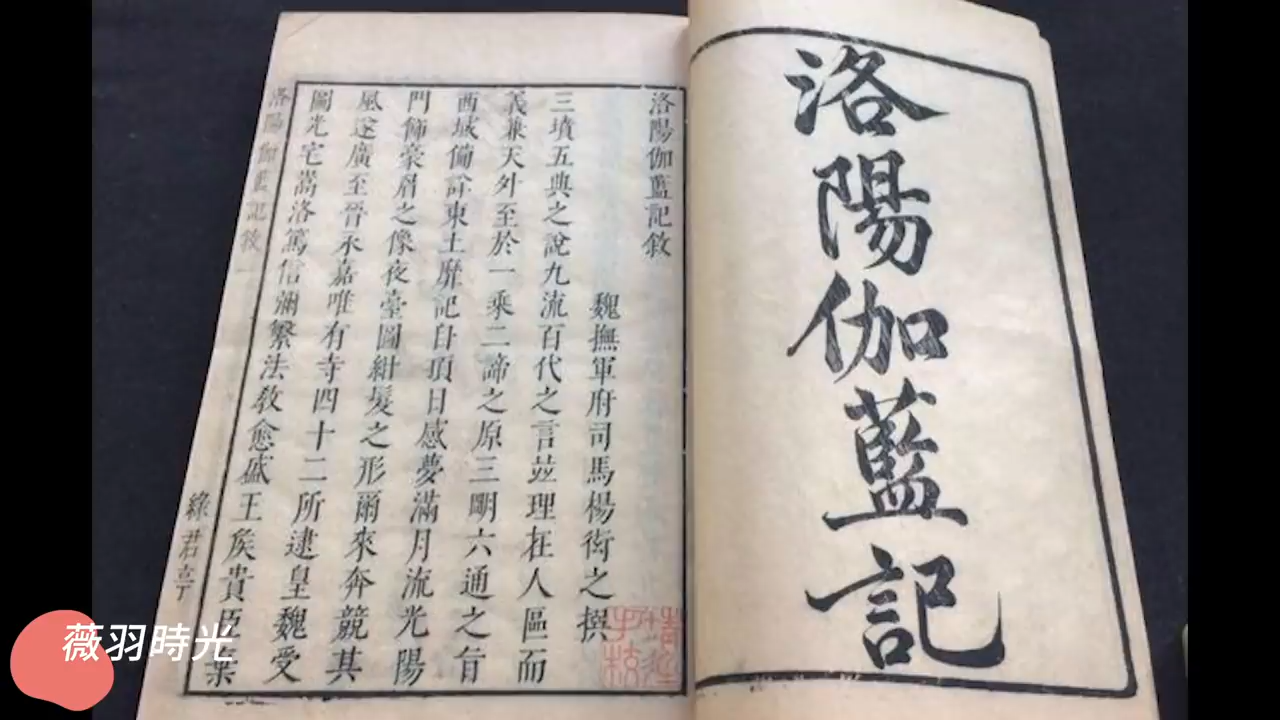 洛陽伽藍記
洛陽伽藍記敘
魏撫軍府司馬楊衒之撰
三墳五典之說九流百代之言竝理在人區而
義兼天外至於一乘二諦之原三明六通之旨
西域備詮東土靡記自頂日感夢滿月流光陽
門飾豪眉之像夜臺圖紺髮之形爾來奔競其
風遂廣至晉永嘉唯有寺四十二所逮皇魏受
圖光宅嵩洛篤信彌繁法教愈盛王侯貴臣棄
洛陽伽藍記敘
綠君亭
薇羽時光